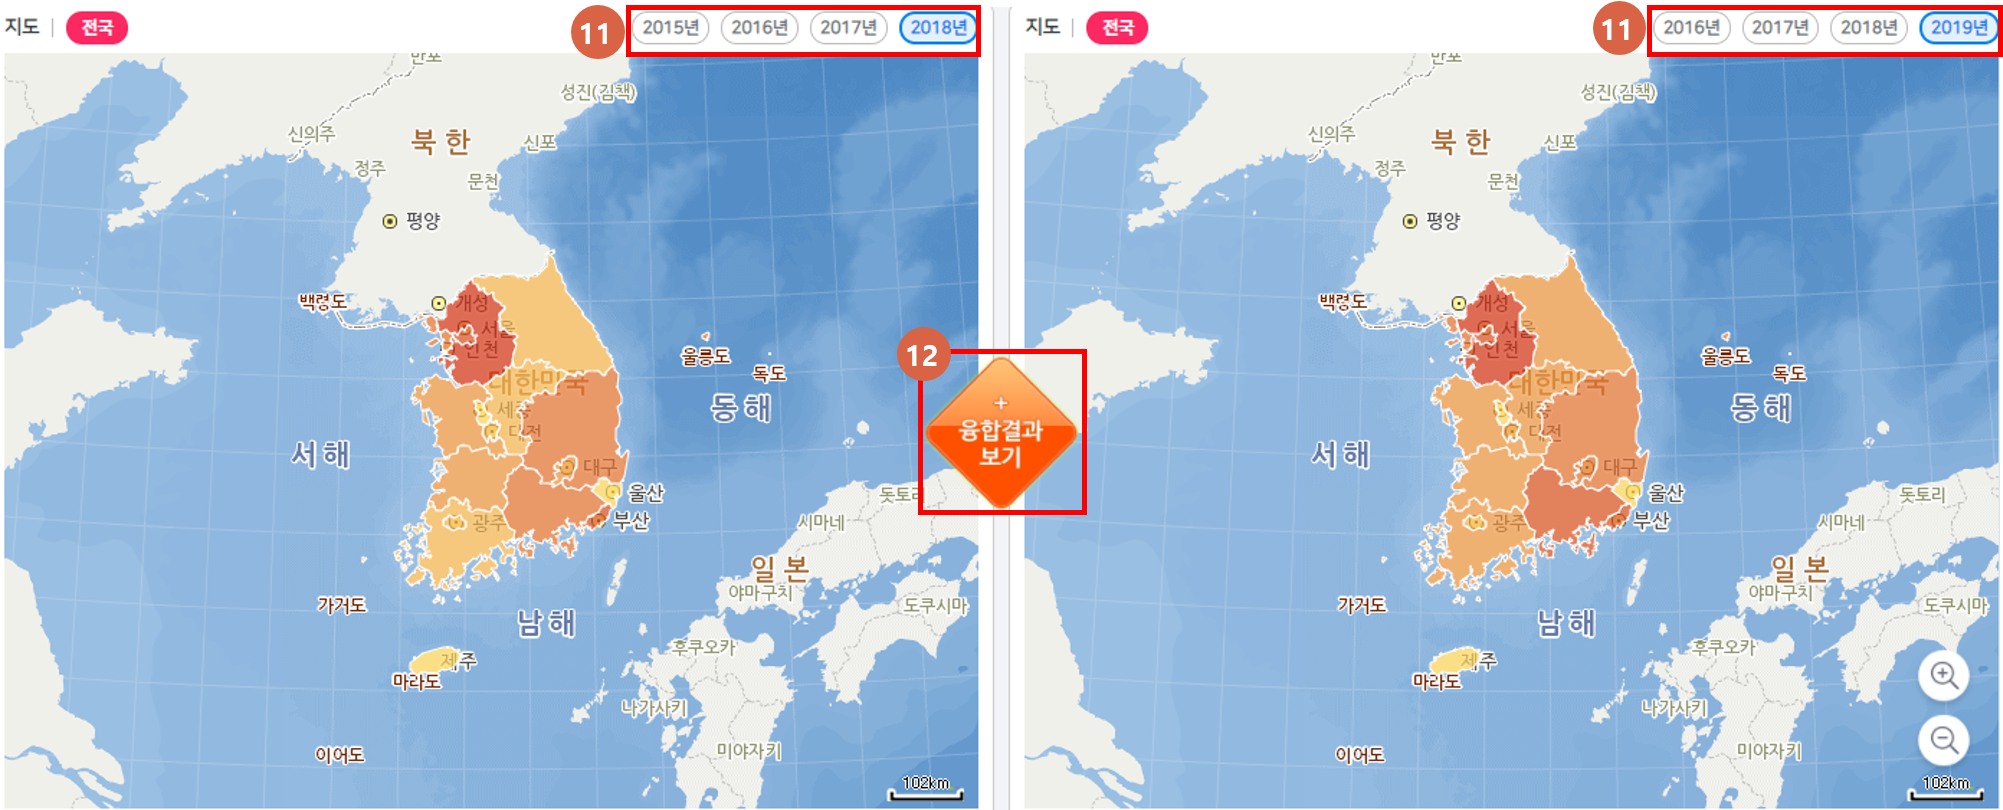 지도 | 전국
11
2015년 2016년 2017년 2018년
만포
성진(김책)
신의주
북한
신포
정주
문천
평양
백령도
개성
서울
인천
울릉도
독도
대한민국
동해
세종
대전
서해
대구
울산
돗토리
광주
부산
시마네
일본
야마구치
가거도
도쿠시마
남해
후쿠오카
제주
마라도
나가사키
미야자키
이어도
102km
12
+
융합결과
보기
지도 | 전국
11
2016년 2017년 2018년 2019년
만포
성진(김책)
신의주
북한
신포
정주
문천
평양
백령도
개성
서울
인천
울릉도
독도
대한민국
동해
세종
대전
서해
대구
울산
돗토리
광주
부산
시마네
일본
야마구치
가거도
도쿠시마
남해
후쿠오카
제주
마라도
나가사키
미야자키
이어도
102km